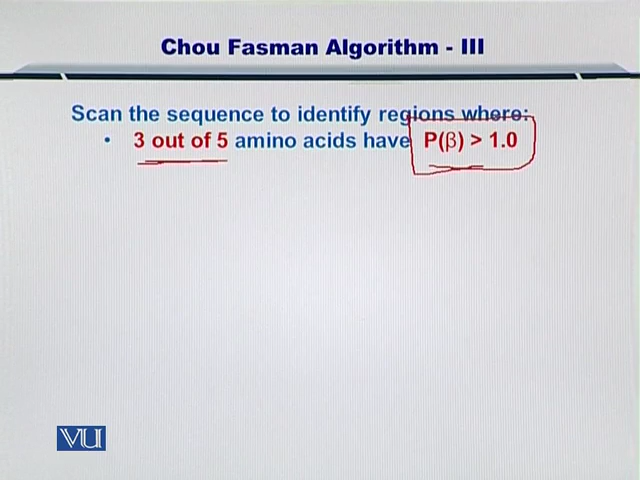 Chou Fasman Algorithm - III
Scan the sequence to identify regions where:
• 3 out of 5 amino acids have P(β) > 1.0
VU